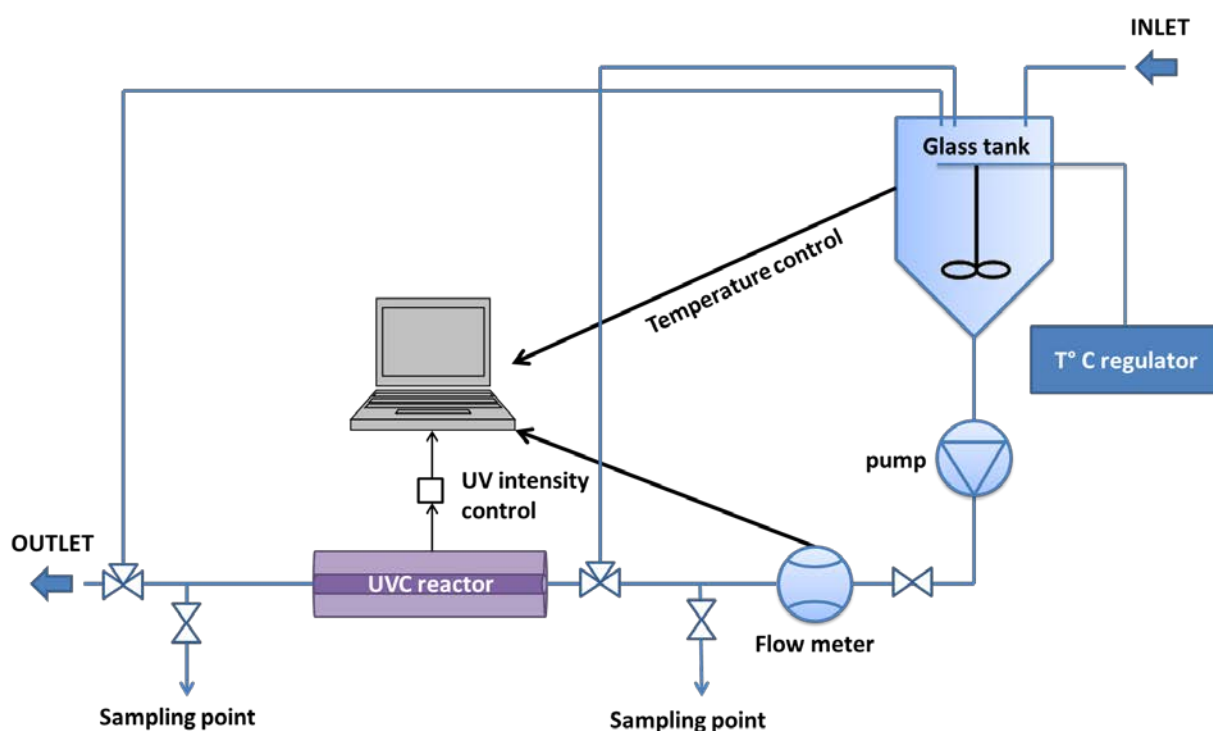 INLET
Glass tank
Temperature control
T° C regulator
pump
UV intensity
control
OUTLET
UVC reactor
Flow meter
Sampling point
Sampling point